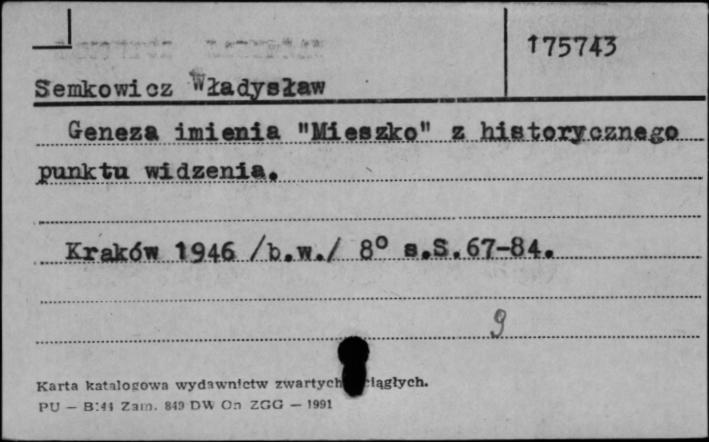 175743
Semkowicz Władysław
Geneza imienia "Mieszko" z historycznego
punktu widzenia.
Kraków 1946 /b.w./ 8° s.S.67-84.
9
Karta katalogowa wydawnictw zwartych ciągłych.
PU — B/44 Zam. 849 DW On ZGG — 1991